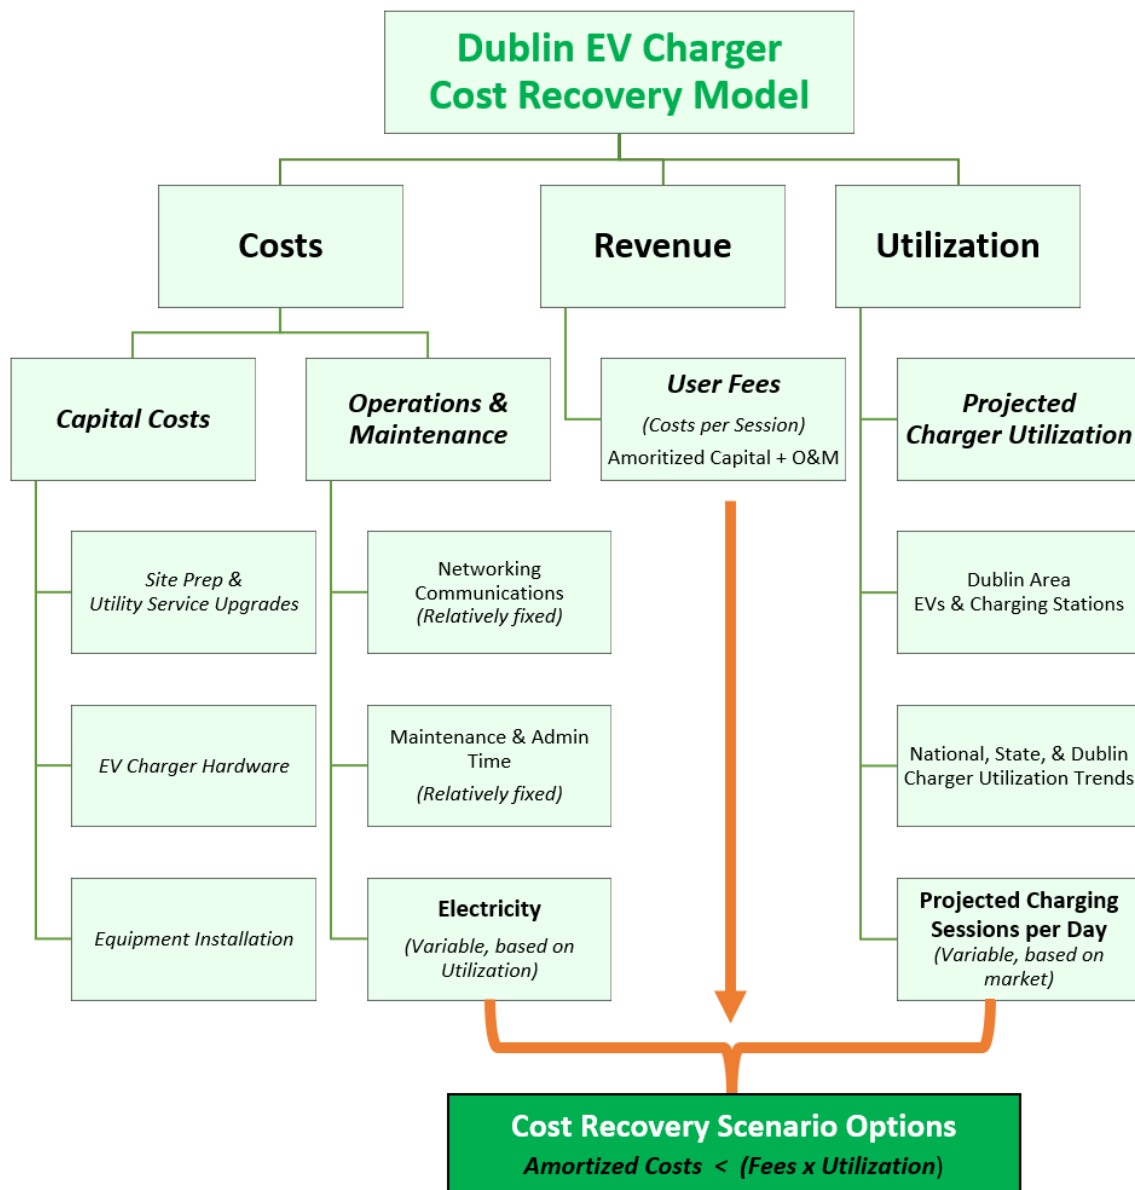 Dublin EV Charger
Cost Recovery Model
Costs
Revenue
Utilization
Capital Costs
Operations &
Maintenance
User Fees
(Costs per Session)
Amoritized Capital + O&M
Projected
Charger Utilization
Site Prep &
Utility Service Upgrades
Networking
Communications
(Relatively fixed)
Dublin Area
EVs & Charging Stations
EV Charger Hardware
Maintenance & Admin
Time
(Relatively fixed)
National, State, & Dublin
Charger Utilization Trends
Equipment Installation
Electricity
(Variable, based on
Utilization)
Projected Charging
Sessions per Day
(Variable, based on
market)
Cost Recovery Scenario Options
Amortized Costs < (Fees x Utilization)